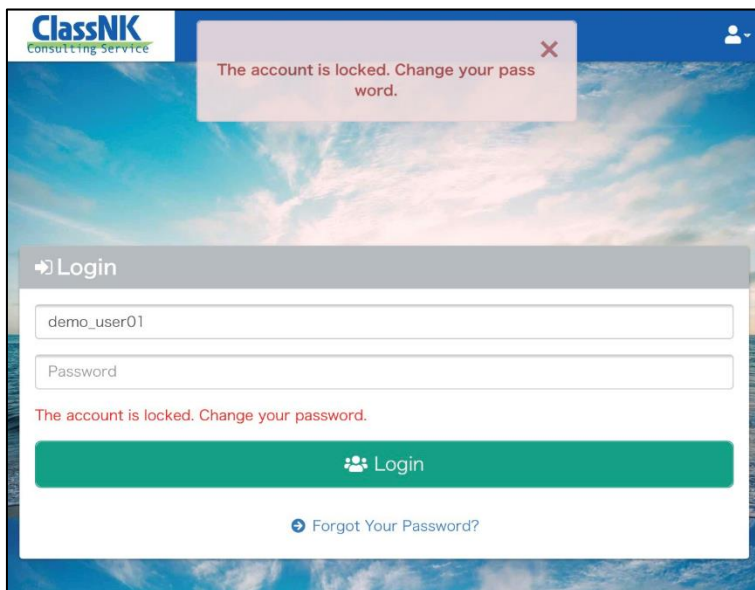 ClassNK
Consulting Service
The account is locked. Change your pass
word.
Login
demo_user01
Password
The account is locked. Change your password.
Login
Forgot Your Password?